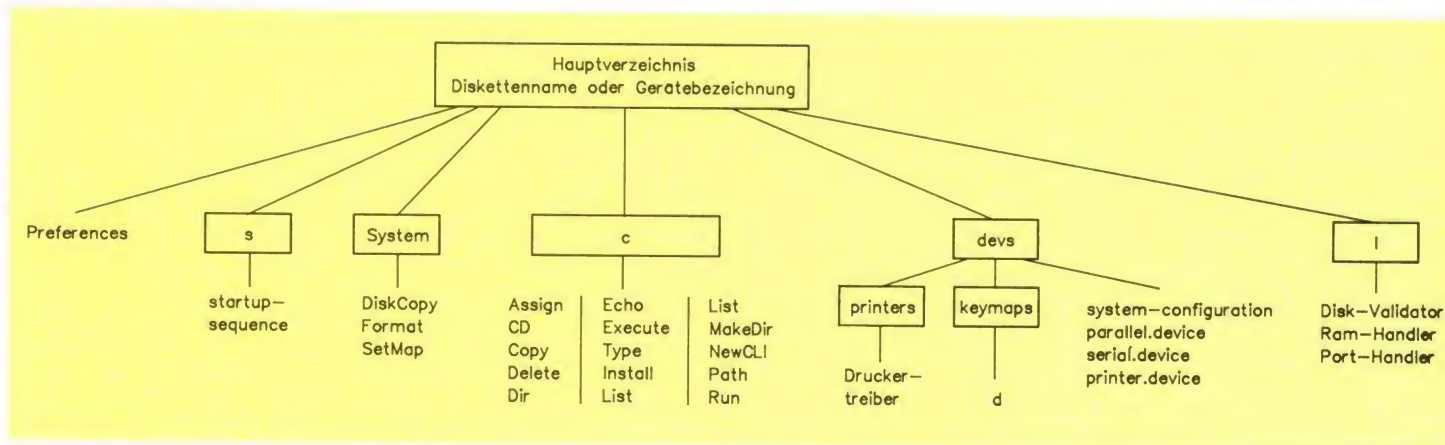 Hauptverzeichnis
Diskettenname oder Gerätebezeichnung
Preferences
s
System
c
devs
l
startup-
sequence
DiskCopy
Format
SetMap
Assign
CD
Copy
Delete
Dir
Echo
Execute
Type
Install
List
List
MakeDir
NewCLI
Path
Run
printers
keymaps
Drucker-
treiber
d
system-configuration
parallel.device
serial.device
printer.device
Disk-Validator
Ram-Handler
Port-Handler